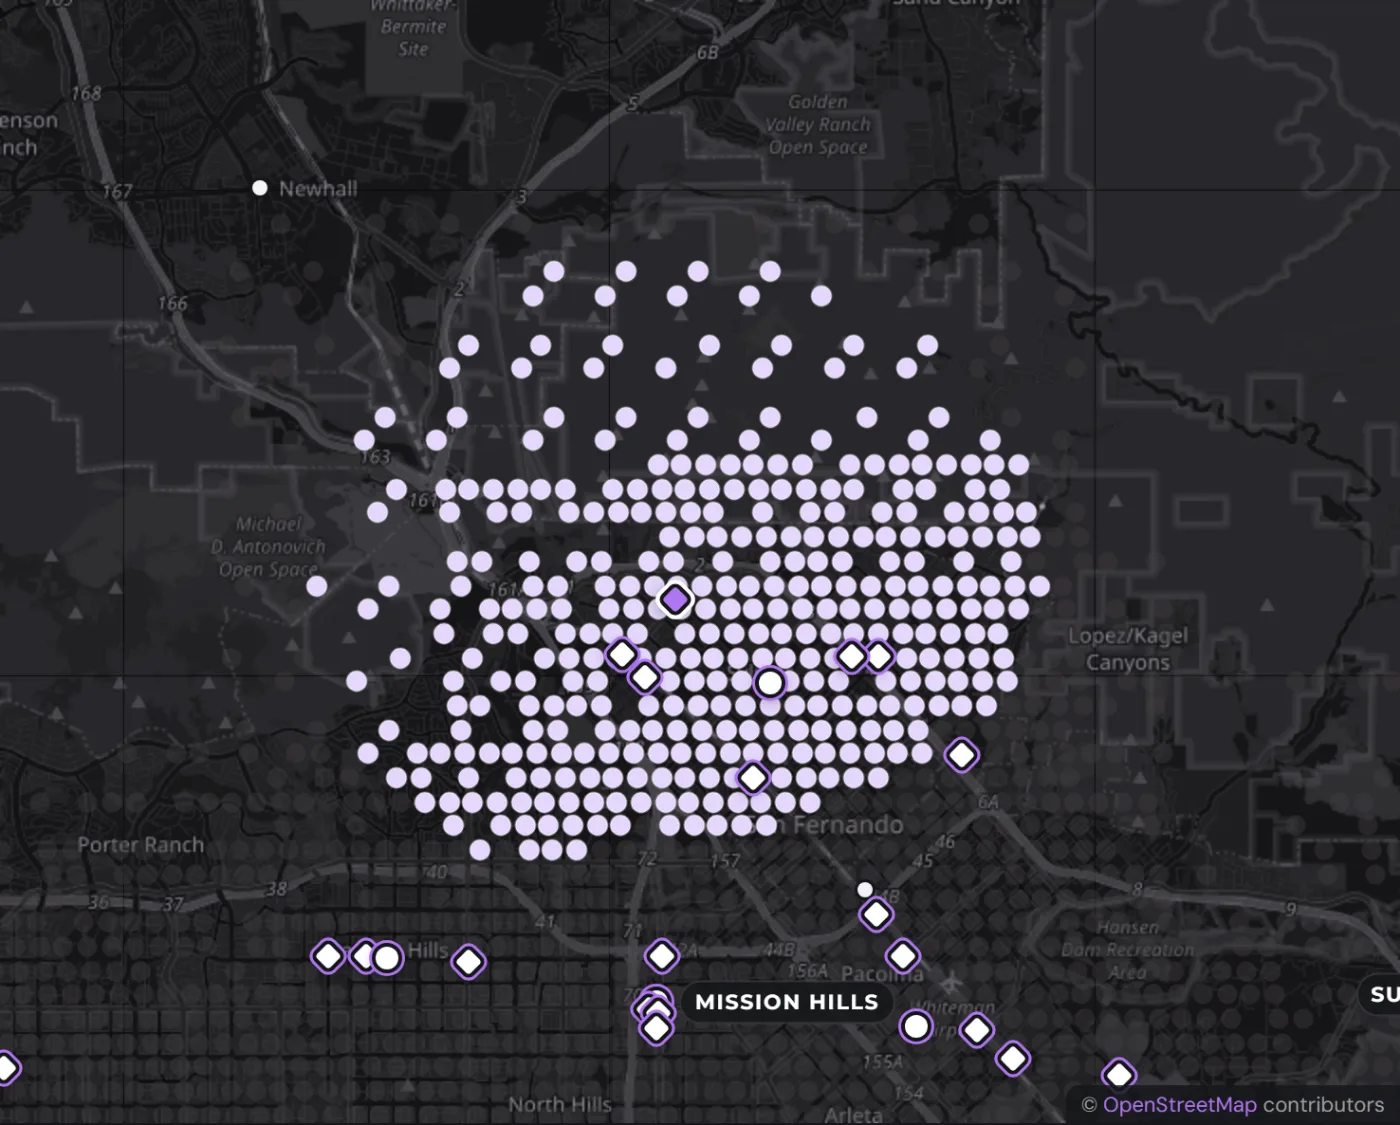 Whittaker-
Bermite
Site
Sand Canyon
6B
168
5
Golden
Valley Ranch
Open Space
enson
nch
167
Newhall
3
2
166
163
161
Michael
D. Antonovich
Open Space
2
161A
Lopez/Kagel
Canyons
6A
Porter Ranch
Fernando
46
72
157
45
40
38
36
37
8
9
41
71
Hills
44B
156A
Pacoima
Hansen
Dam Recreation
Area
MISSION HILLS
Whiteman
SU
155A
154
North Hills
Arleta
© OpenStreetMap contributors